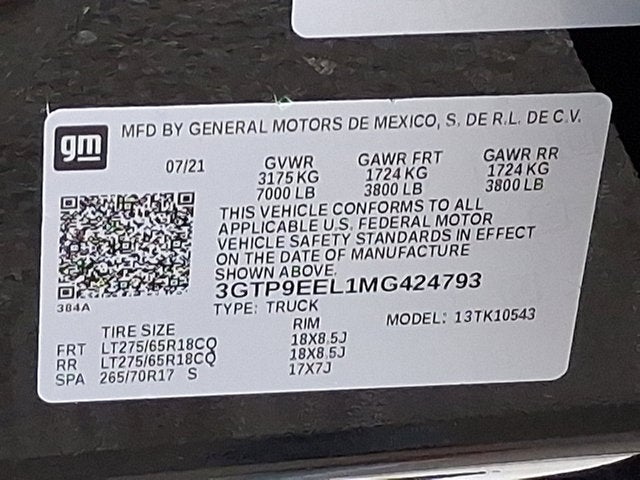 gm
MFD BY GENERAL MOTORS DE MEXICO, S. DE R.L. DE C.V.
07/21 GVWR GAWR FRT GAWR RR
3175 KG 1724 KG 1724 KG
7000 LB 3800 LB 3800 LB
THIS VEHICLE CONFORMS TO ALL
APPLICABLE U.S. FEDERAL MOTOR
VEHICLE SAFETY STANDARDS IN EFFECT
ON THE DATE OF MANUFACTURE
SHOWN ABOVE.
3GTP9EEL1MG424793
384A
TYPE: TRUCK
MODEL: 13TK10543
TIRE SIZE RIM
FRT LT275/65R18CQ 18X8.5J
RR LT275/65R18CQ 18X8.5J
SPA 265/70R17 S 17X7J